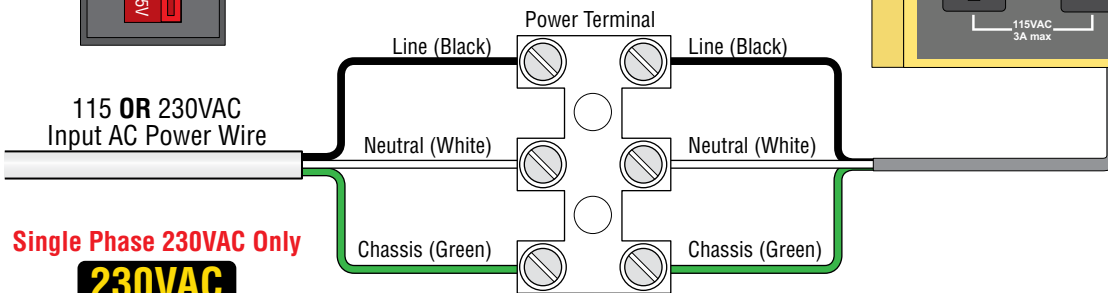 5V
Power Terminal
115VAC
3A max
Line (Black)
Line (Black)
115 OR 230VAC
Input AC Power Wire
Neutral (White)
Neutral (White)
Single Phase 230VAC Only
Chassis (Green)
Chassis (Green)
230VAC